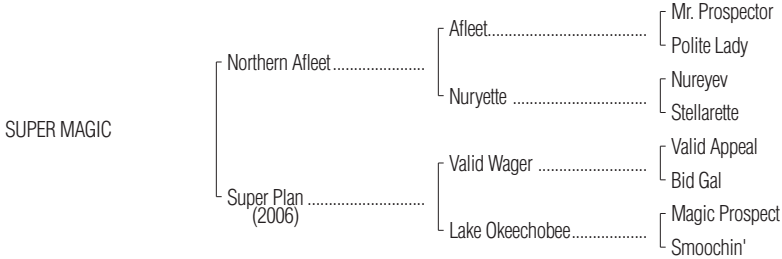 Mr. Prospector
Afleet
Polite Lady
Northern Afleet
Nureyev
Nuryette
Stellarette
SUPER MAGIC
Valid Appeal
Valid Wager
Bid Gal
Super Plan
(2006)
Magic Prospect
Lake Okeechobee
Smoochin'